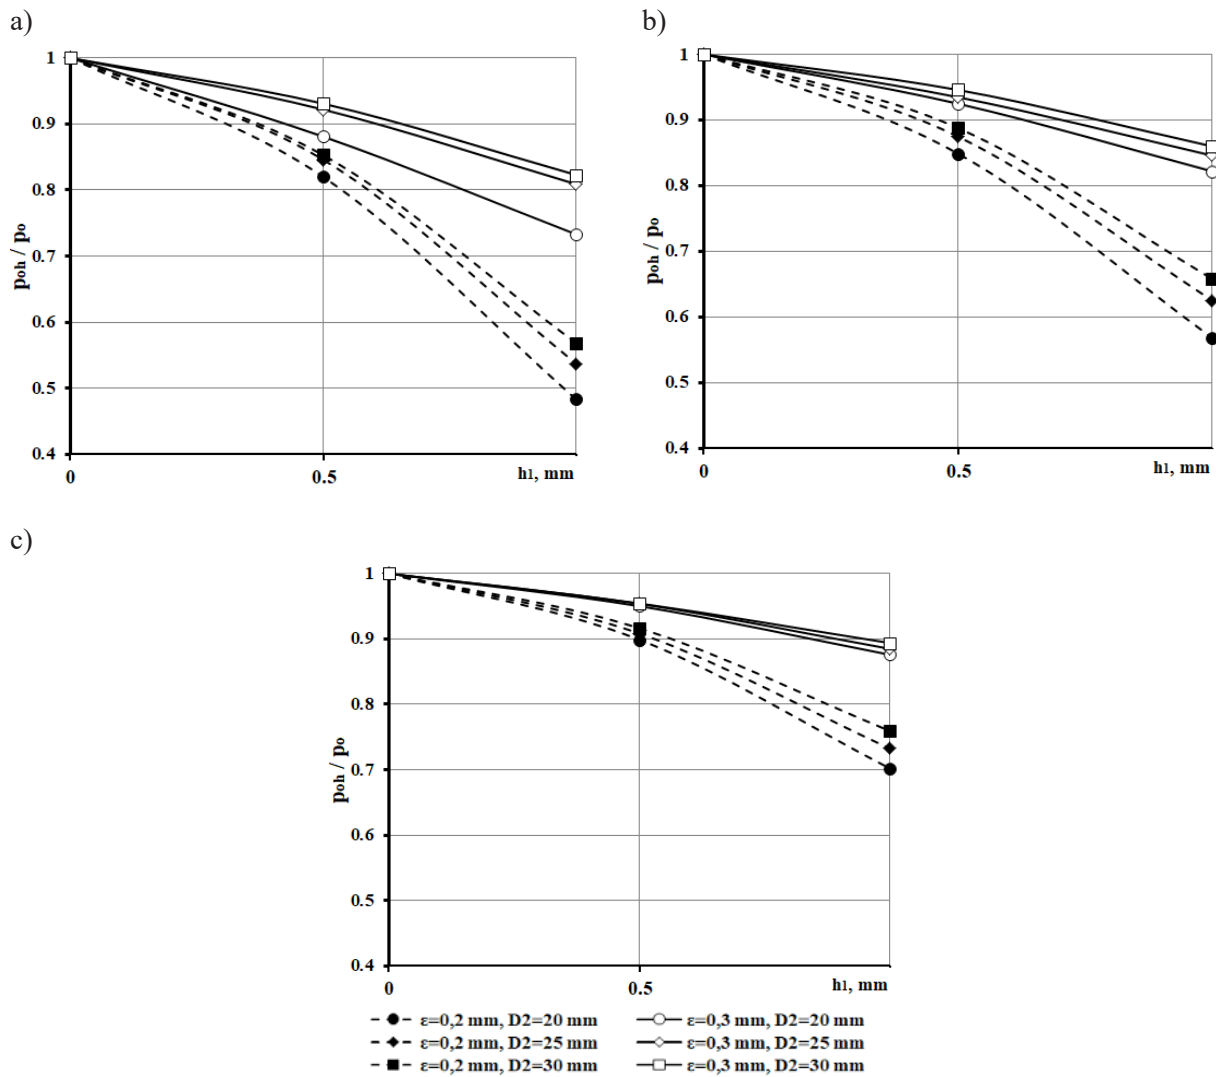 a)
1
0.9
0.8
0.7
0.6
0.5
0.4
poh / po
0
0.5
h1, mm
b)
1
0.9
0.8
0.7
0.6
0.5
0.4
poh / po
0
0.5
h1, mm
c)
1
0.9
0.8
0.7
0.6
0.5
0.4
poh / po
0
0.5
h1, mm
ε=0,2 mm, D2=20 mm
ε=0,3 mm, D2=20 mm
ε=0,2 mm, D2=25 mm
ε=0,3 mm, D2=25 mm
ε=0,2 mm, D2=30 mm
ε=0,3 mm, D2=30 mm